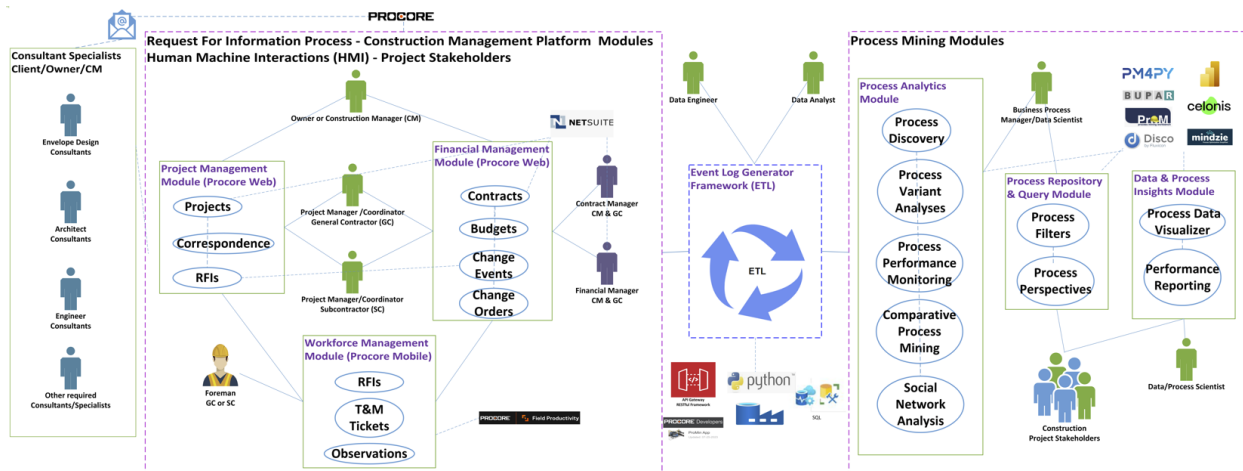 PROCORE
Consultant Specialists
Client/Owner/CM
Envelope Design
Consultants
Architect
Consultants
Engineer
Consultants
Other required
Consultants/Specialists
Request For Information Process - Construction Management Platform Modules
Human Machine Interactions (HMI) - Project Stakeholders
Owner or Construction Manager (CM)
NETSUITE
Project Management
Module (Procore Web)
Projects
Correspondence
RFIs
Project Manager /Coordinator
General Contractor (GC)
Project Manager/Coordinator
Subcontractor (SC)
Financial Management
Module (Procore Web)
Contracts
Budgets
Change
Events
Change
Orders
Contract Manager
CM & GC
Financial Manager
CM & GC
Foreman
GC or SC
Workforce Management
Module (Procore Mobile)
RFIs
T&M
Tickets
Observations
PROCORE Field Productivity
Data Engineer
Data Analyst
Event Log Generator
Framework (ETL)
ETL
API Gateway
RESTful Framework
python
SQL
PROCORE Developers
Process Mining Modules
Process Analytics
Module
Process
Discovery
Process
Variant
Analyses
Process
Performance
Monitoring
Comparative
Process
Mining
Social
Network
Analysis
Business Process
Manager/Data Scientist
PM4PY
BUPAR
ProM
Disco
celonis
mindzie
Process Repository
& Query Module
Process
Filters
Process
Perspectives
Data & Process
Insights Module
Process Data
Visualizer
Performance
Reporting
Construction
Project Stakeholders
Data/Process Scientist